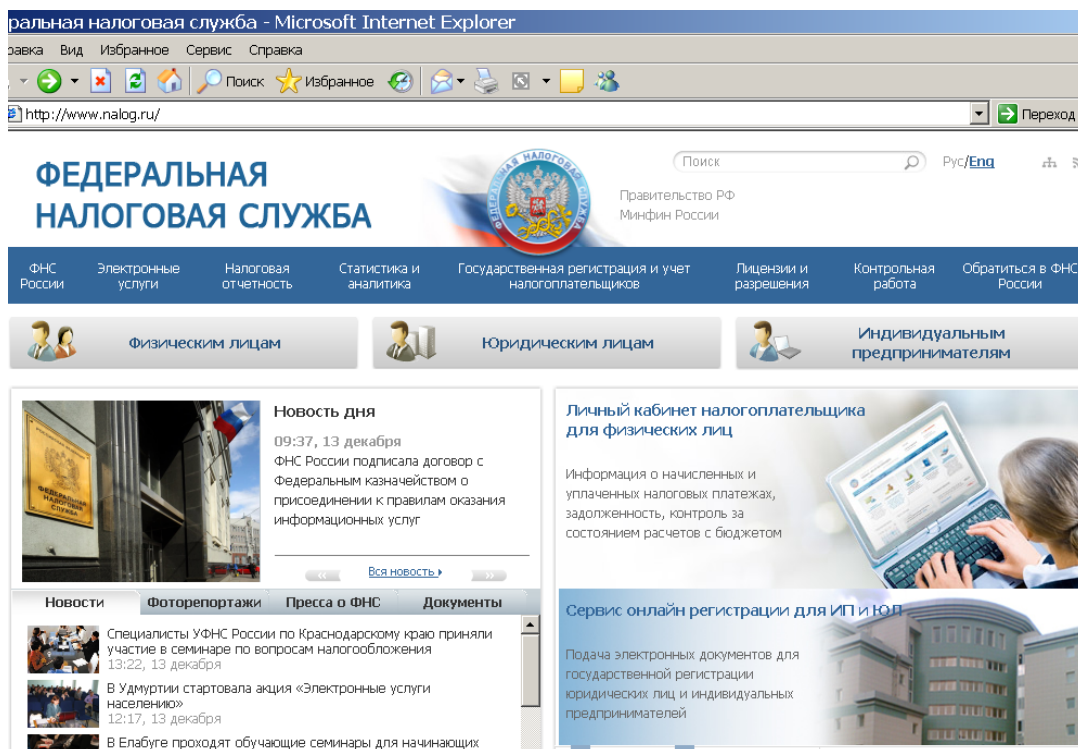 ральная налоговая служба - Microsoft Internet Explorer
равка Вид Избранное Сервис Справка
Поиск Избранное
http://www.nalog.ru/ Переход
ФЕДЕРАЛЬНАЯ
НАЛОГОВАЯ СЛУЖБА
ФЕДЕРАЛЬНАЯ НАЛОГОВАЯ СЛУЖБА
Поиск
Рус/Eng
Правительство РФ
Минфин России
ФНС
России
Электронные
услуги
Налоговая
отчетность
Статистика и
аналитика
Государственная регистрация и учет
налогоплательщиков
Лицензии и
разрешения
Контрольная
работа
Обратиться в ФНС
России
Физическим лицам
Юридическим лицам
Индивидуальным
предпринимателям
ФЕДЕРАЛЬНАЯ
НАЛОГОВАЯ
СЛУЖБА
Новость дня
09:37, 13 декабря
ФНС России подписала договор с
Федеральным казначейством о
присоединении к правилам оказания
информационных услуг
Вся новость
Личный кабинет налогоплательщика
для физических лиц
Информация о начисленных и
уплаченных налоговых платежах,
задолженность, контроль за
состоянием расчетов с бюджетом
Новости Фоторепортажи Пресса о ФНС Документы
Специалисты УФНС России по Краснодарскому краю приняли
участие в семинаре по вопросам налогообложения
13:22, 13 декабря
В Удмуртии стартовала акция «Электронные услуги
населению»
12:17, 13 декабря
В Елабуге проходят обучающие семинары для начинающих
Сервис онлайн регистрации для ИП и ЮЛ
Подача электронных документов для
государственной регистрации
юридических лиц и индивидуальных
предпринимателей